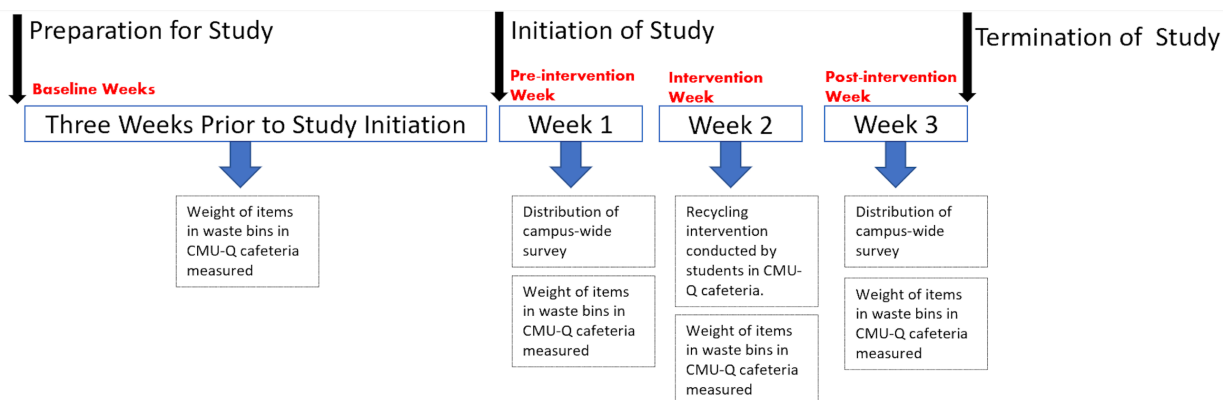 Preparation for Study
Initiation of Study
Termination of Study
Baseline Weeks
Pre-intervention
Week
Intervention
Week
Post-intervention
Week
Three Weeks Prior to Study Initiation
Week 1
Week 2
Week 3
Weight of items
in waste bins in
CMU-Q cafeteria
measured
Distribution of
campus-wide
survey
Weight of items
in waste bins in
CMU-Q cafeteria
measured
Recycling
intervention
conducted by
students in CMU-
Q cafeteria.
Weight of items
in waste bins in
CMU-Q cafeteria
measured
Distribution of
campus-wide
survey
Weight of items
in waste bins in
CMU-Q cafeteria
measured